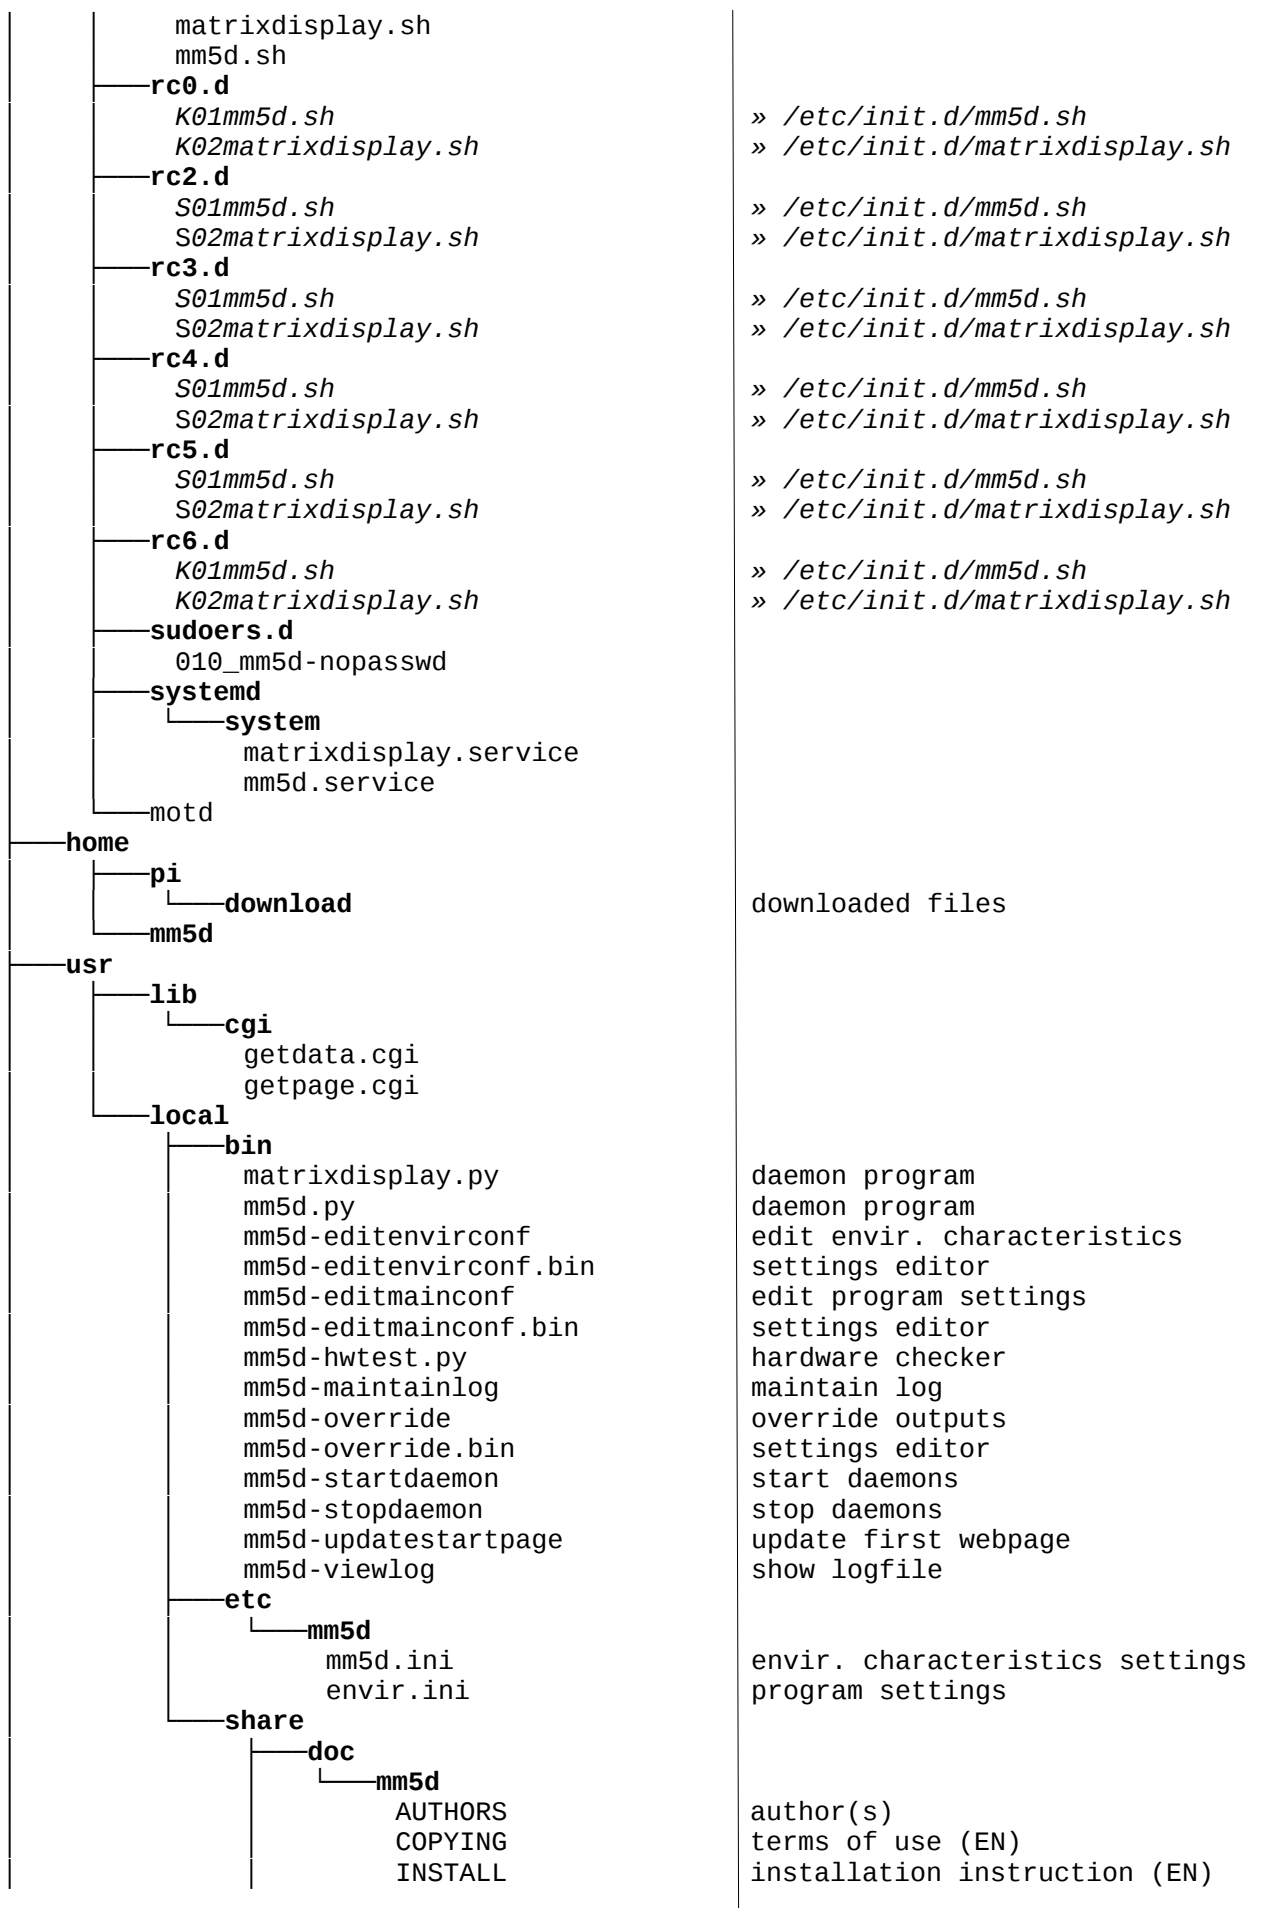 matrixdisplay.sh
mm5d.sh
rc0.d
K01mm5d.sh » /etc/init.d/mm5d.sh
K02matrixdisplay.sh » /etc/init.d/matrixdisplay.sh
rc2.d
S01mm5d.sh » /etc/init.d/mm5d.sh
S02matrixdisplay.sh » /etc/init.d/matrixdisplay.sh
rc3.d
S01mm5d.sh » /etc/init.d/mm5d.sh
S02matrixdisplay.sh » /etc/init.d/matrixdisplay.sh
rc4.d
S01mm5d.sh » /etc/init.d/mm5d.sh
S02matrixdisplay.sh » /etc/init.d/matrixdisplay.sh
rc5.d
S01mm5d.sh » /etc/init.d/mm5d.sh
S02matrixdisplay.sh » /etc/init.d/matrixdisplay.sh
rc6.d
K01mm5d.sh » /etc/init.d/mm5d.sh
K02matrixdisplay.sh » /etc/init.d/matrixdisplay.sh
sudoers.d
010_mm5d-nopasswd
systemd
system
matrixdisplay.service
mm5d.service
motd
home
pi
download downloaded files
mm5d
usr
lib
cgi
getdata.cgi
getpage.cgi
local
bin
matrixdisplay.py daemon program
mm5d.py daemon program
mm5d-editenvirconf edit envir. characteristics
mm5d-editenvirconf.bin settings editor
mm5d-editmainconf edit program settings
mm5d-editmainconf.bin settings editor
mm5d-hwtest.py hardware checker
mm5d-maintainlog maintain log
mm5d-override override outputs
mm5d-override.bin settings editor
mm5d-startdaemon start daemons
mm5d-stopdaemon stop daemons
mm5d-updatestartpage update first webpage
mm5d-viewlog show logfile
etc
mm5d
mm5d.ini envir. characteristics settings
envir.ini program settings
share
doc
mm5d
AUTHORS author(s)
COPYING terms of use (EN)
INSTALL installation instruction (EN)